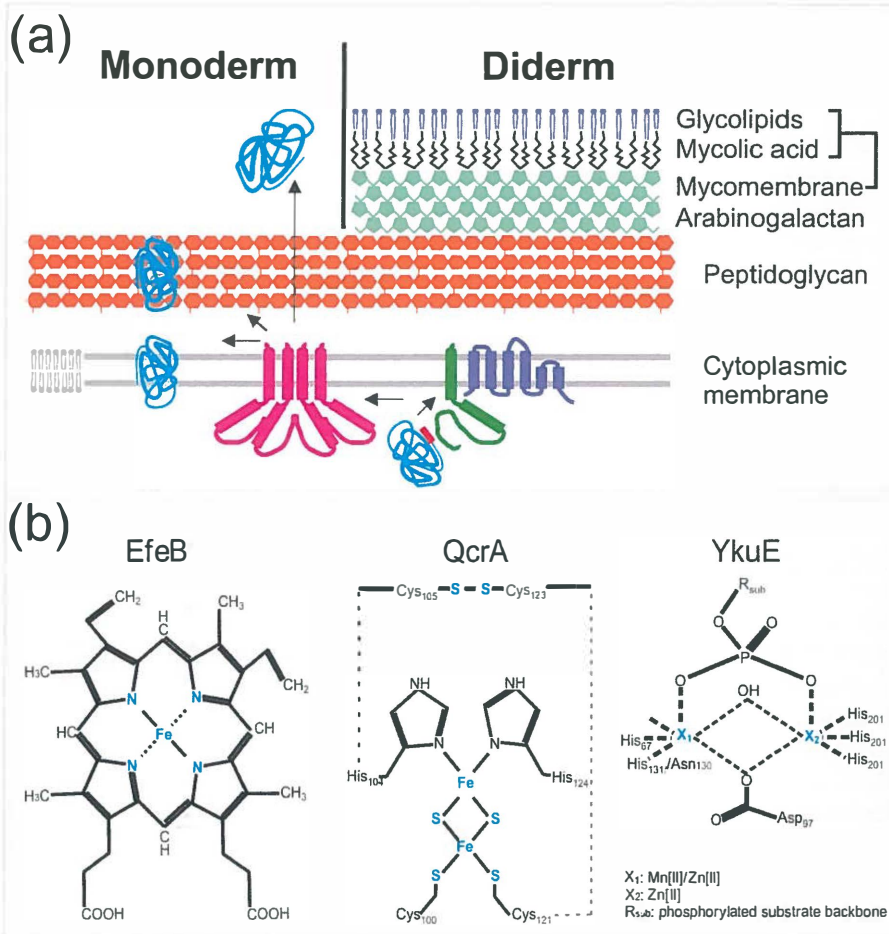 (a)
Monoderm
Diderm
Glycolipids
Mycolic acid
Mycomembrane
Arabinogalactan
Peptidoglycan
Cytoplasmic
membrane
(b)
EfeB
QcrA
YkuE
CH2
H
C
CH3
H3C
CH2
N
N
HC
Fe
CH
N
N
H3C
CH3
C
H
COOH
COOH
Cys105 S S Cys123
NH
NH
N
N
His104
His124
Fe
S
S
Fe
S
S
Cys100
Cys121
Rsub
O
O
P
O
O
OH
His67
X1
X2
His201
His201
His201
His131/Asn130
O
O
Asp97
X1: Mn[II]/Zn[II]
X2: Zn[II]
Rsub: phosphorylated substrate backbone